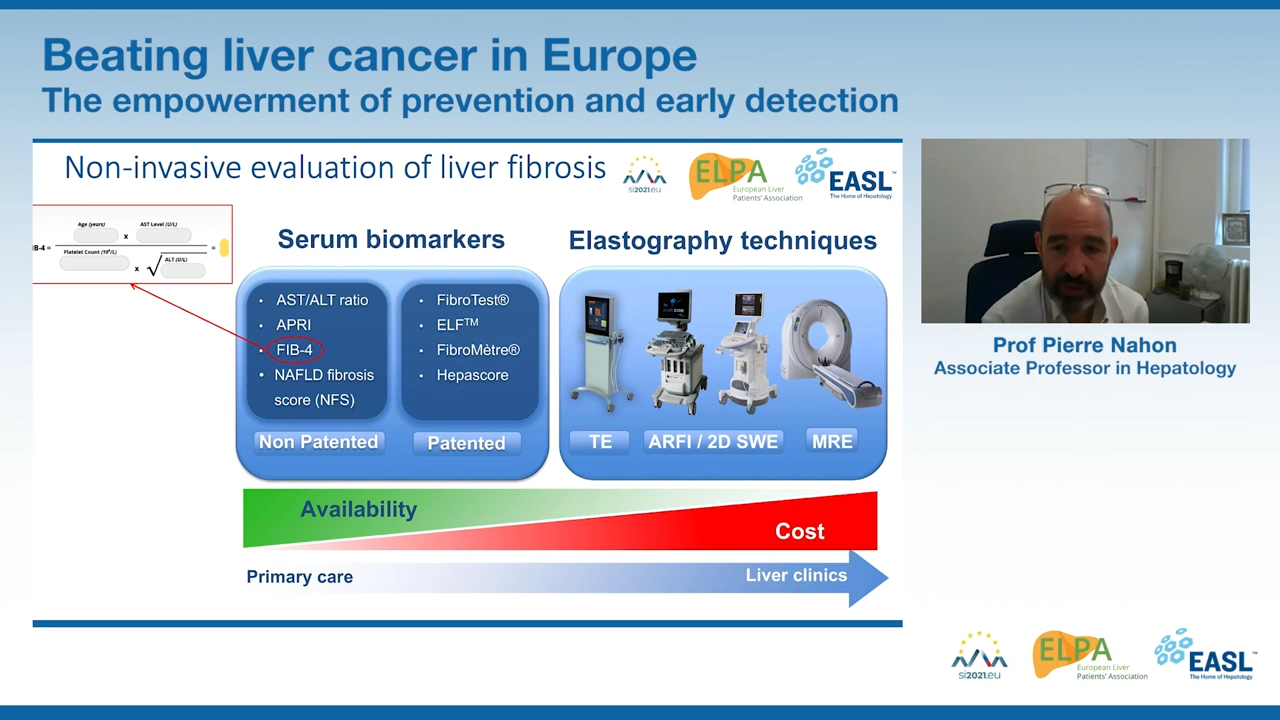 Beating liver cancer in Europe
The empowerment of prevention and early detection
Non-invasive evaluation of liver fibrosis
si2021.eu
ELPA
European Liver
Patients' Association
EASL™
The Home of Hepatology
Age (years)
x
AST Level (U/L)
IB-4 =
=
Platelet Count (10⁹/L)
x
√
ALT (U/L)
Serum biomarkers
• AST/ALT ratio
• APRI
• FIB-4
• NAFLD fibrosis
score (NFS)
Non Patented
• FibroTest®
• ELF™
• FibroMètre®
• Hepascore
Patented
Elastography techniques
TE
ARFI / 2D SWE
MRE
Availability
Cost
Primary care
Liver clinics
Prof Pierre Nahon
Associate Professor in Hepatology
si2021.eu
ELPA
European Liver
Patients' Association
EASL™
The Home of Hepatology